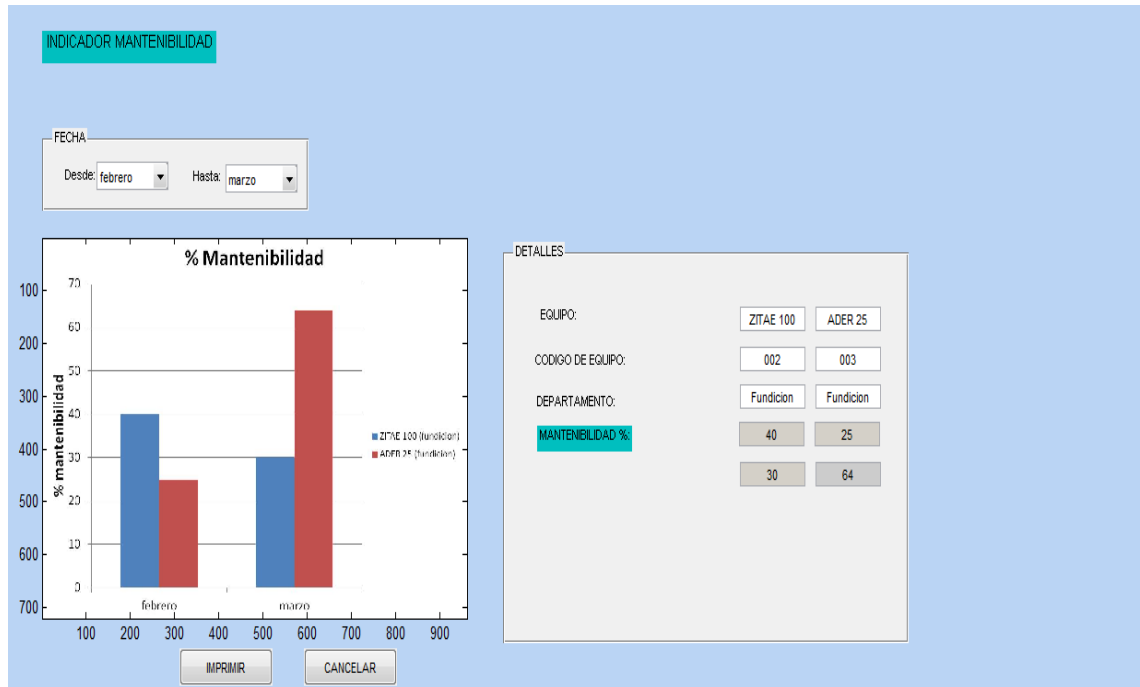 INDICADOR MANTENIBILIDAD
FECHA
Desde: febrero Hasta: marzo
% Mantenibilidad
% mantenibilidad
70
60
50
40
30
20
10
0
febrero marzo
ZITAE 100 (fundicion)
ADER 25 (fundicion)
100
200
300
400
500
600
700
100 200 300 400 500 600 700 800 900
DETALLES
EQUIPO: ZITAE 100 ADER 25
CODIGO DE EQUIPO: 002 003
DEPARTAMENTO: Fundicion Fundicion
MANTENIBILIDAD %: 40 25
30 64
IMPRIMIR CANCELAR